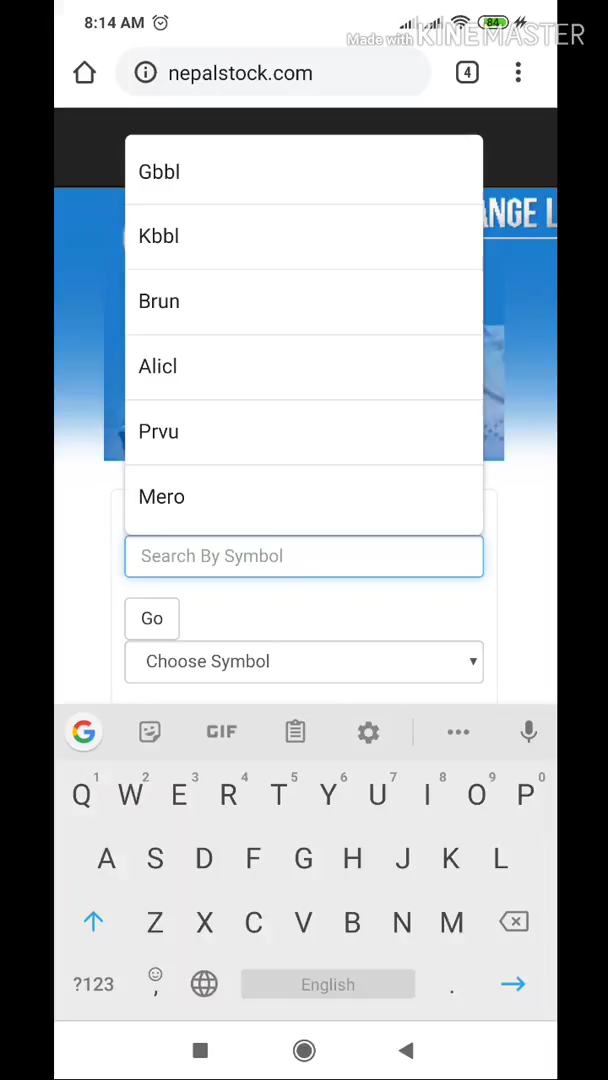 8:14 AM 84
Made with KINEMASTER
nepalstock.com 4
ANGE L
Gbbl
Kbbl
Brun
Alicl
Prvu
Mero
Search By Symbol
Go
Choose Symbol
G GIF
Q1 W2 E3 R4 T5 Y6 U7 I8 O9 P0
A S D F G H J K L
Z X C V B N M
?123 , English .